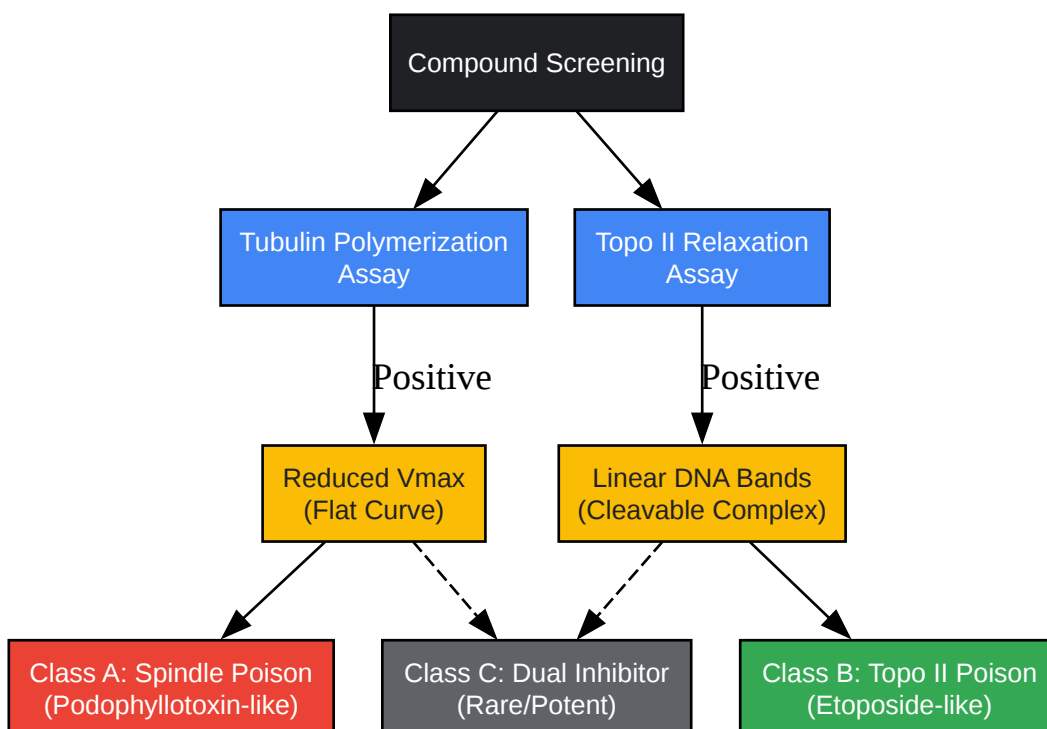 Compound Screening
Tubulin Polymerization
Assay
Topo II Relaxation
Assay
Positive
Positive
Reduced Vmax
(Flat Curve)
Linear DNA Bands
(Cleavable Complex)
Class A: Spindle Poison
(Podophyllotoxin-like)
Class C: Dual Inhibitor
(Rare/Potent)
Class B: Topo II Poison
(Etoposide-like)